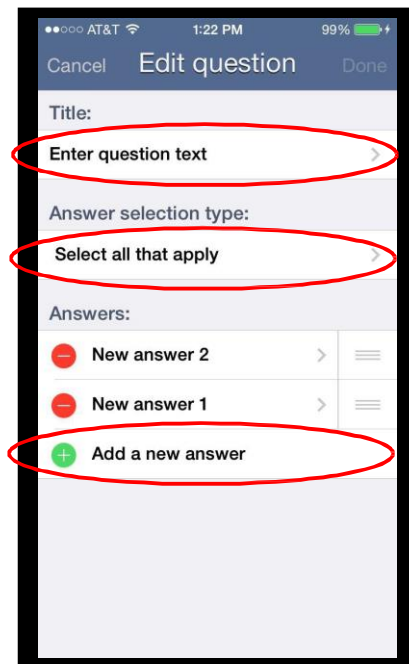 AT&T 1:22 PM 99%
Cancel Edit question Done
Title:
Enter question text
Answer selection type:
Select all that apply
Answers:
New answer 2
New answer 1
Add a new answer